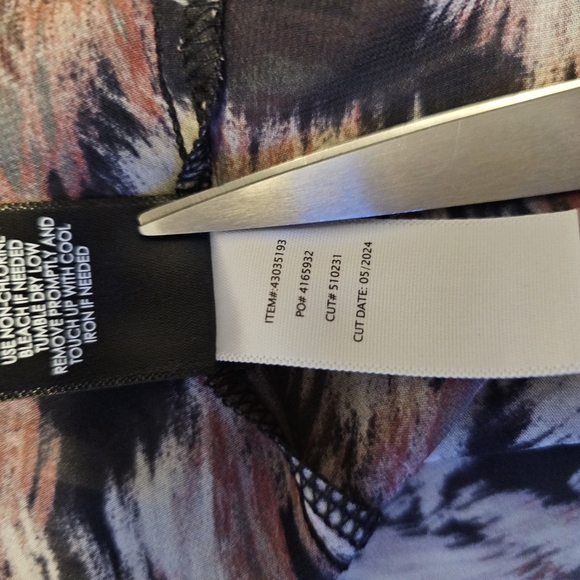 USE NON-CHLORINE
BLEACH IF NEEDED
TUMBLE DRY LOW
REMOVE PROMPTLY AND
TOUCH UP WITH COOL
IRON IF NEEDED
ITEM#:43035193
PO# 4165932
CUT# 510231
CUT DATE: 05/2024